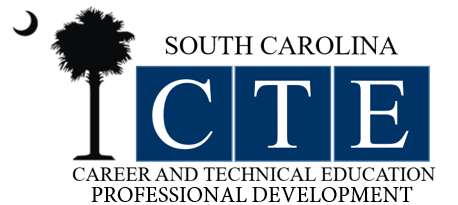 SOUTH CAROLINA
CTE
CAREER AND TECHNICAL EDUCATION
PROFESSIONAL DEVELOPMENT